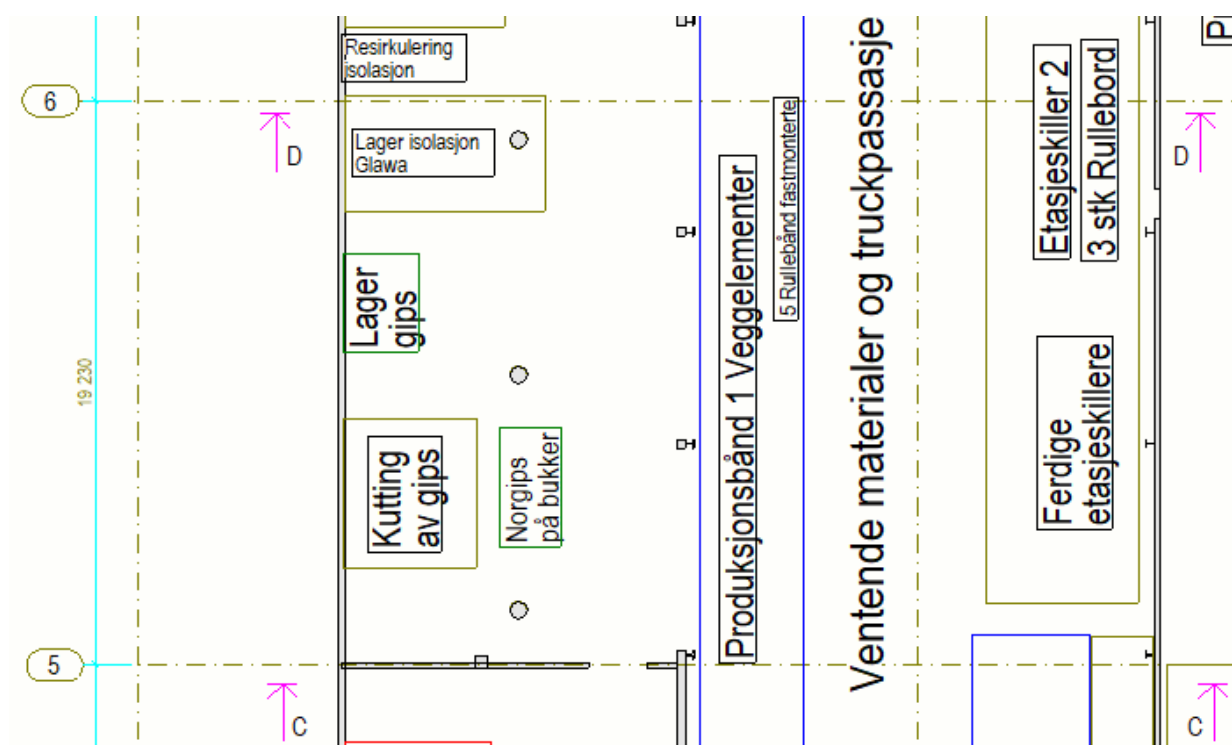 Resirkulering
isolasjon
6
D
Lager isolasjon
Glawa
Lager
gips
19 230
Kutting
av gips
Norgips
på bukker
5
C
Produksjonsbånd 1 Veggelementer
5 Rullebånd fastmonterte
Ventende materialer og truckpassasje
Etasjeskiller 2
3 stk Rullebord
D
Ferdige
etasjeskillere
C